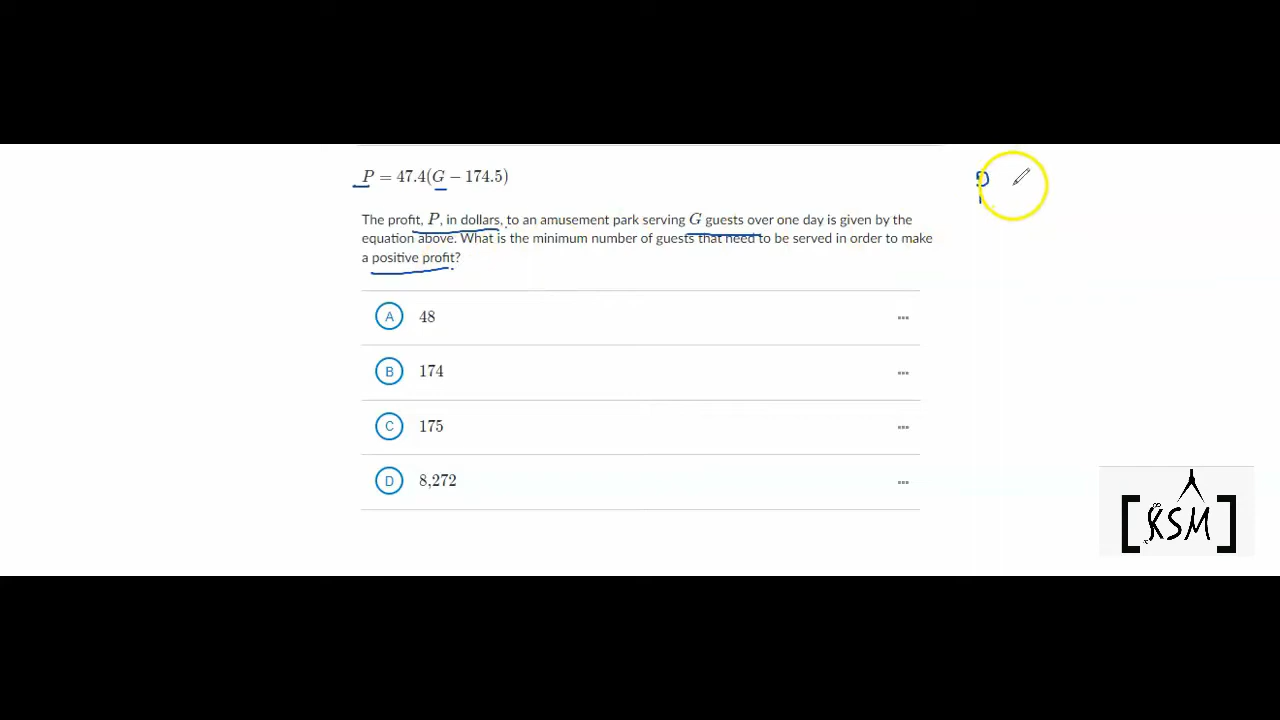 P = 47.4(G − 174.5)
The profit, P, in dollars, to an amusement park serving G guests over one day is given by the
equation above. What is the minimum number of guests that need to be served in order to make
a positive profit?
A 48
B 174
C 175
D 8,272
[KSM]